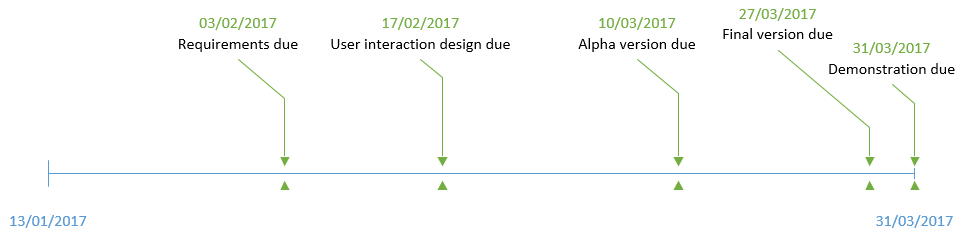 03/02/2017
Requirements due
17/02/2017
User interaction design due
10/03/2017
Alpha version due
27/03/2017
Final version due
31/03/2017
Demonstration due
13/01/2017
31/03/2017